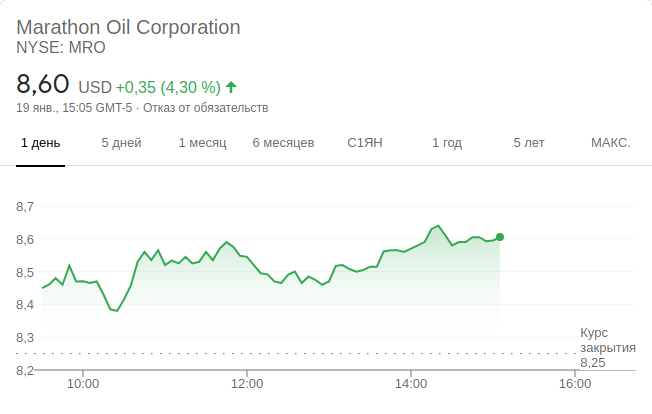 Marathon Oil Corporation
NYSE: MRO
8,60 USD +0,35 (4,30 %)
19 янв., 15:05 GMT-5 · Отказ от обязательств
1 день 5 дней 1 месяц 6 месяцев С1ЯН 1 год 5 лет МАКС.
8,7
8,6
8,5
8,4
8,3
8,2
Курс
закрытия
8,25
10:00 12:00 14:00 16:00